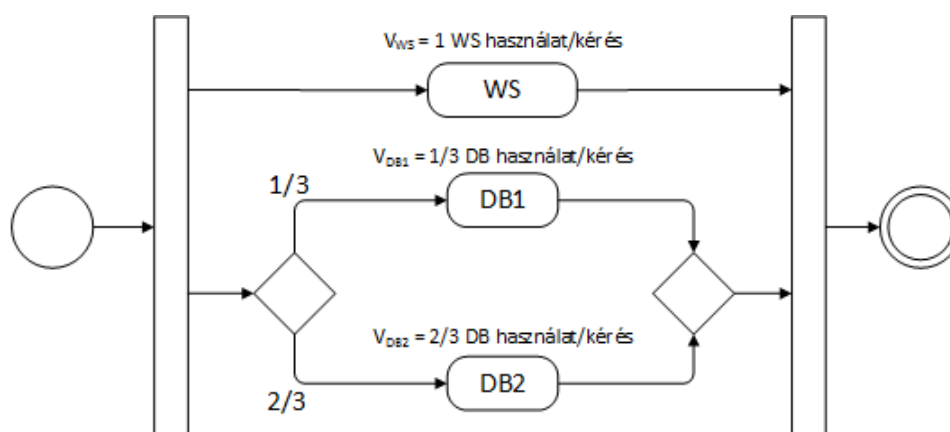 V_WS = 1 WS használat/kérés
WS
V_DB1 = 1/3 DB használat/kérés
1/3
DB1
V_DB2 = 2/3 DB használat/kérés
DB2
2/3